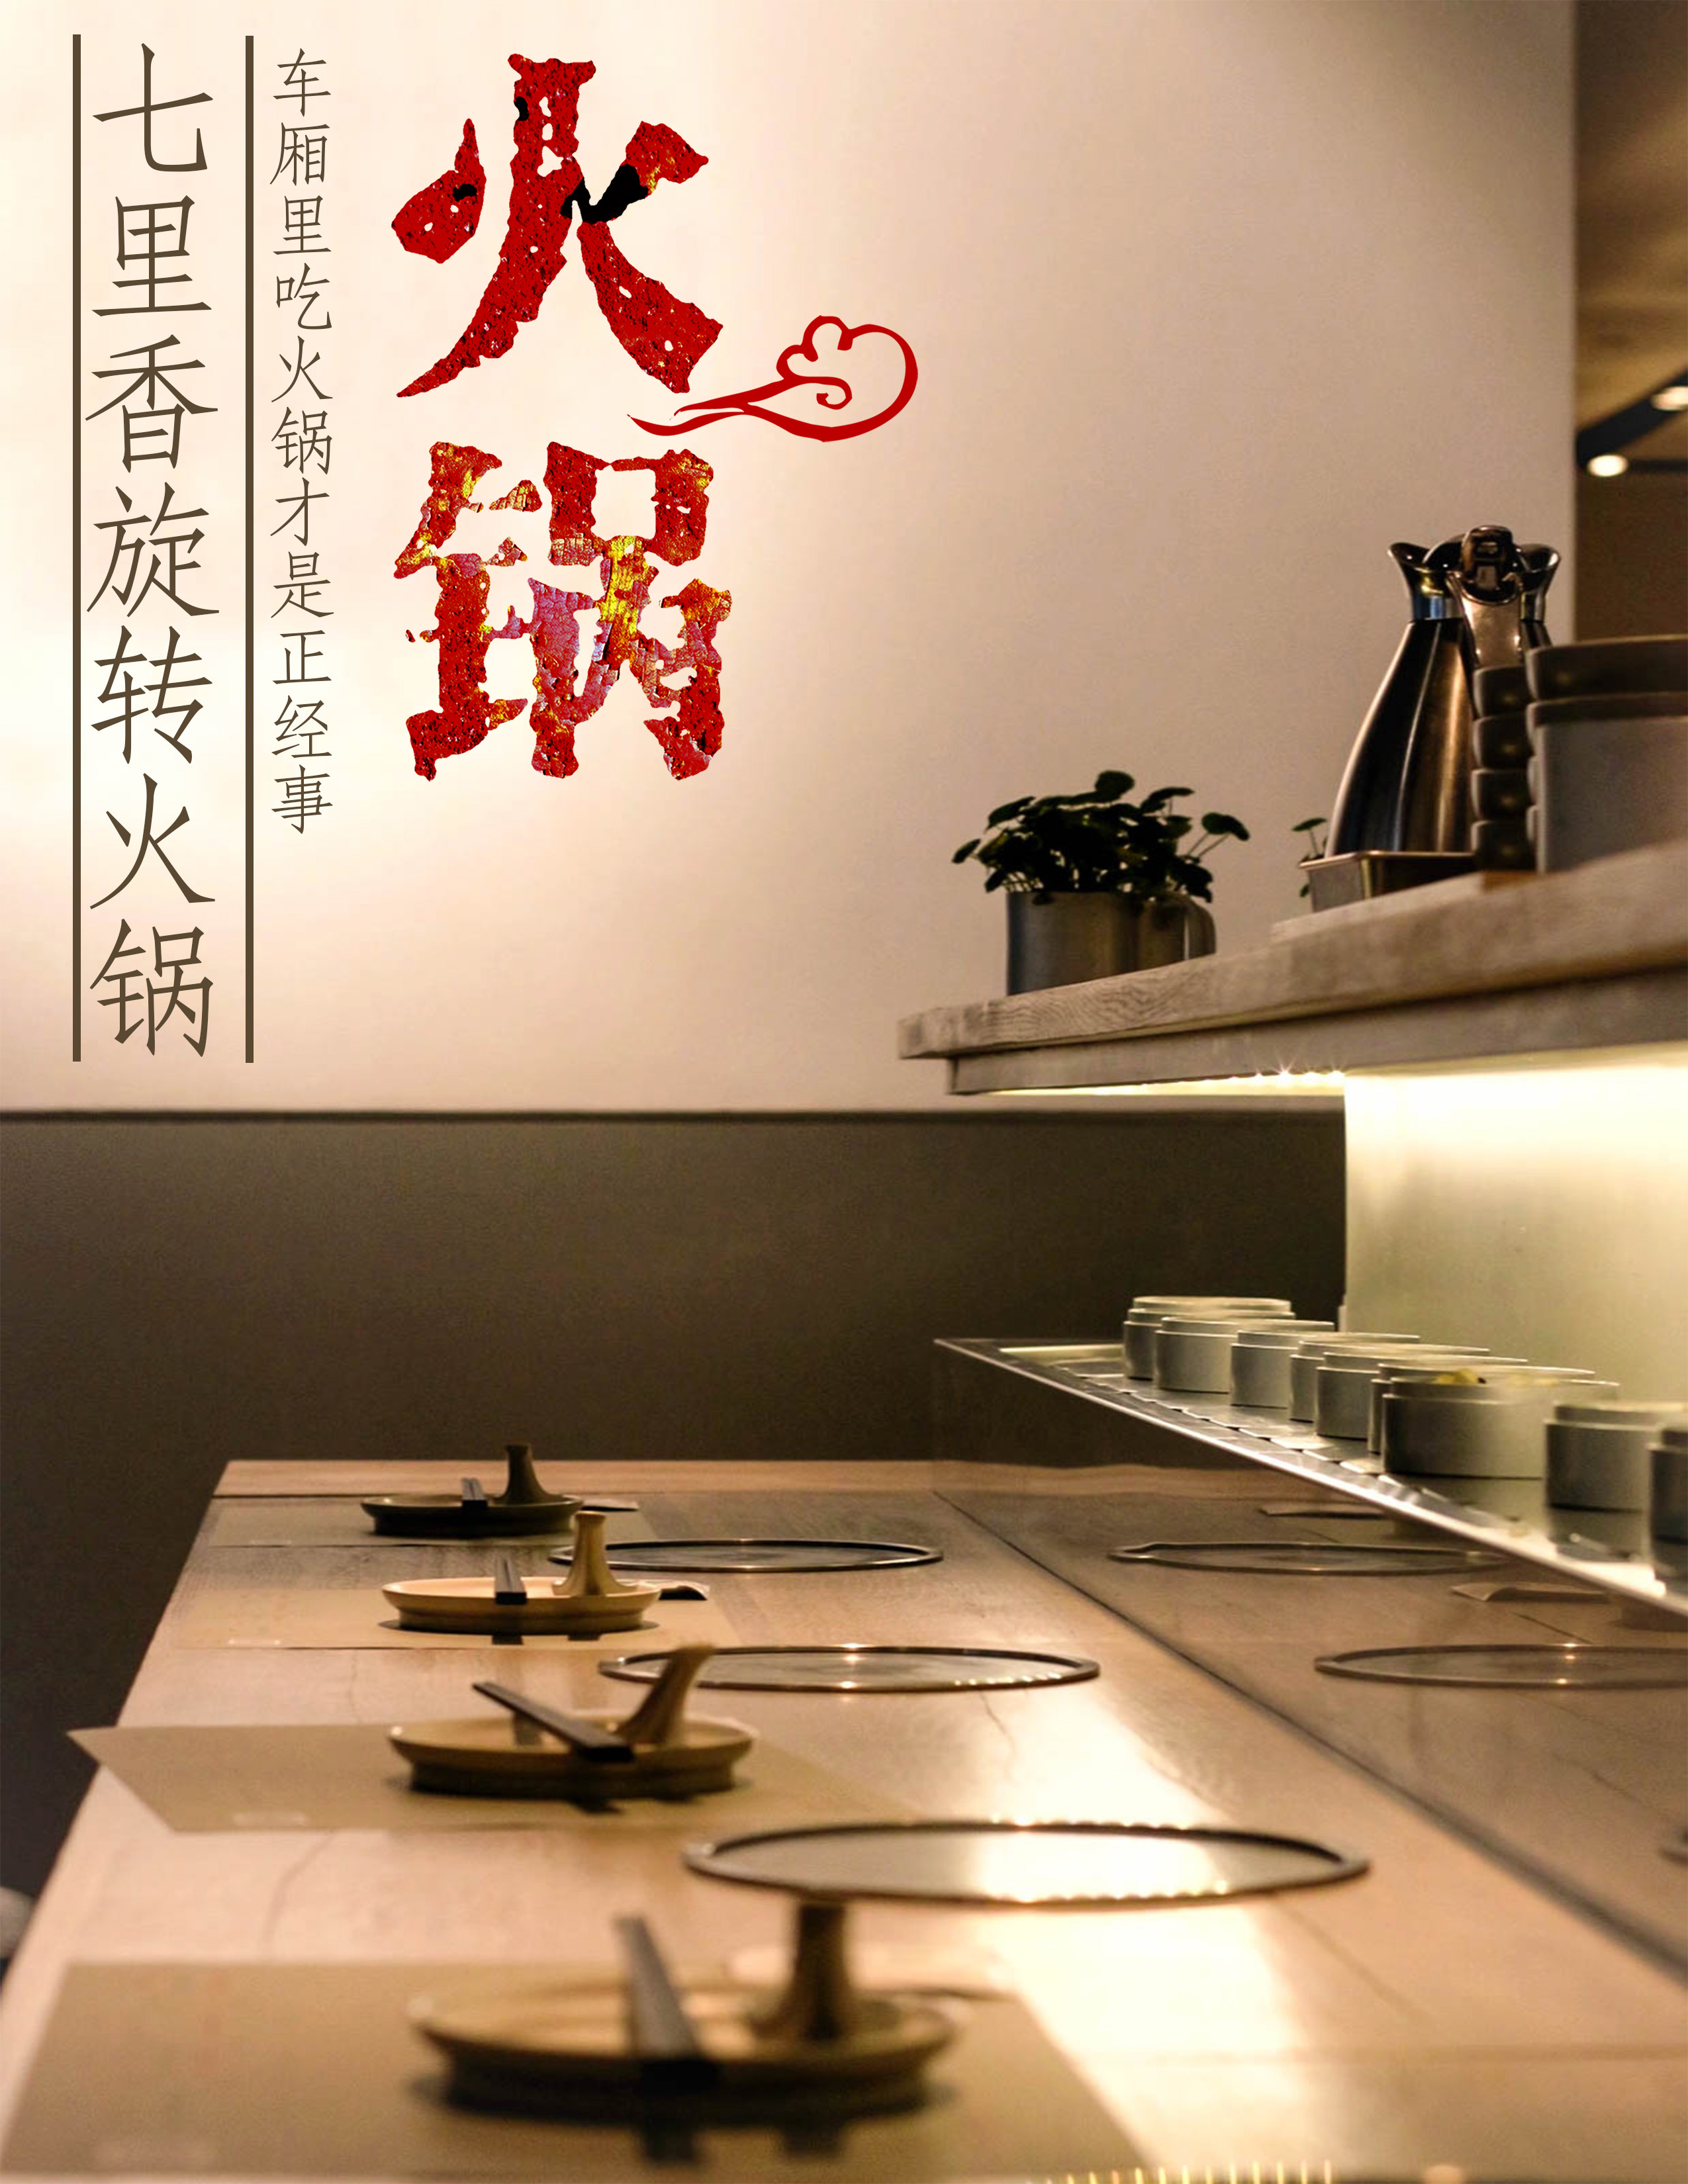 七里香旋转火锅
车厢里吃火锅才是正经事
火锅